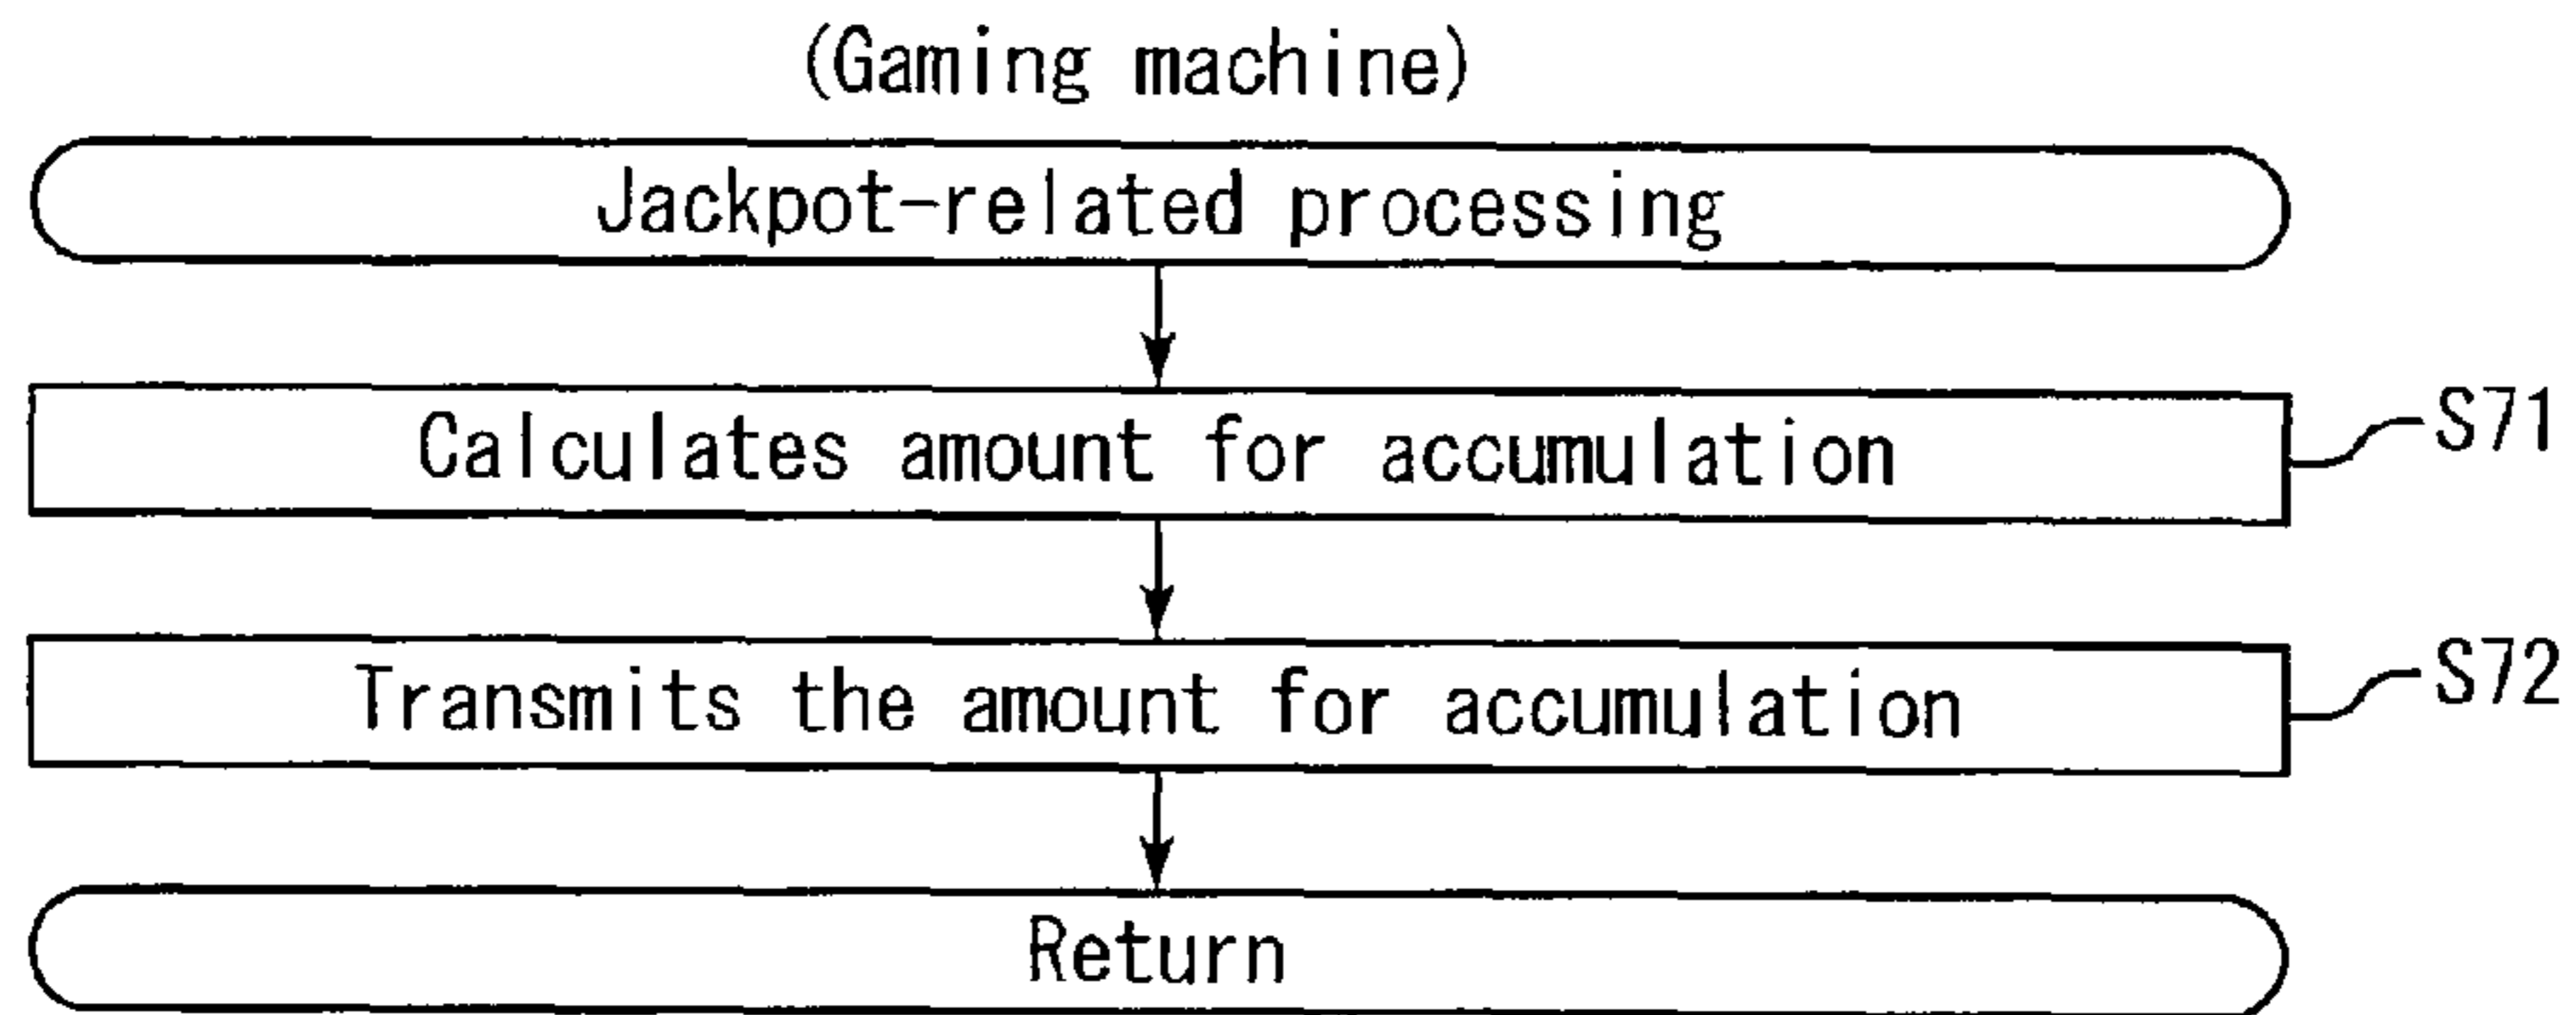 (Gaming machine)
Jackpot-related processing
Calculates amount for accumulation
S71
Transmits the amount for accumulation
S72
Return